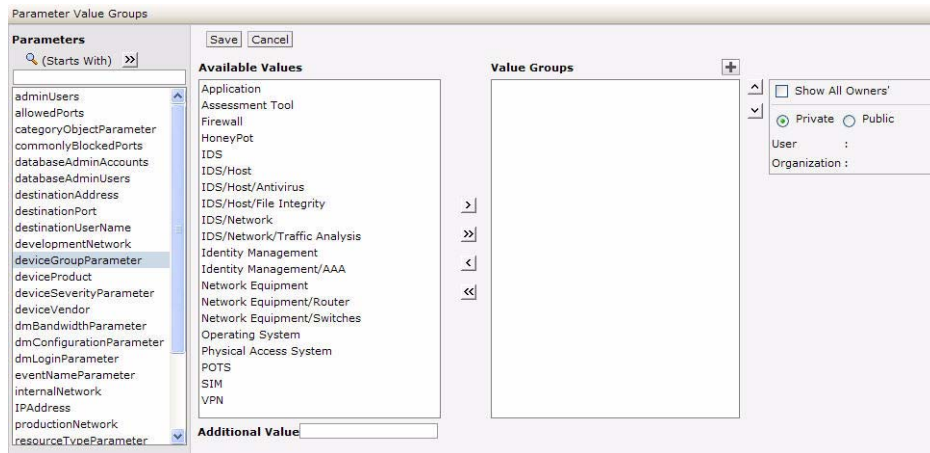 Parameter Value Groups
Parameters
(Starts With) >>
adminUsers
allowedPorts
categoryObjectParameter
commonlyBlockedPorts
databaseAdminAccounts
databaseAdminUsers
destinationAddress
destinationPort
destinationUserName
developmentNetwork
deviceGroupParameter
deviceProduct
deviceSeverityParameter
deviceVendor
dmBandwidthParameter
dmConfigurationParameter
dmLoginParameter
eventNameParameter
internalNetwork
IPAddress
productionNetwork
resourceTypeParameter
Save Cancel
Available Values
Application
Assessment Tool
Firewall
HoneyPot
IDS
IDS/Host
IDS/Host/Antivirus
IDS/Host/File Integrity
IDS/Network
IDS/Network/Traffic Analysis
Identity Management
Identity Management/AAA
Network Equipment
Network Equipment/Router
Network Equipment/Switches
Operating System
Physical Access System
POTS
SIM
VPN
Additional Value
>
>>
<
<<
Value Groups +
Show All Owners'
Private Public
User :
Organization :